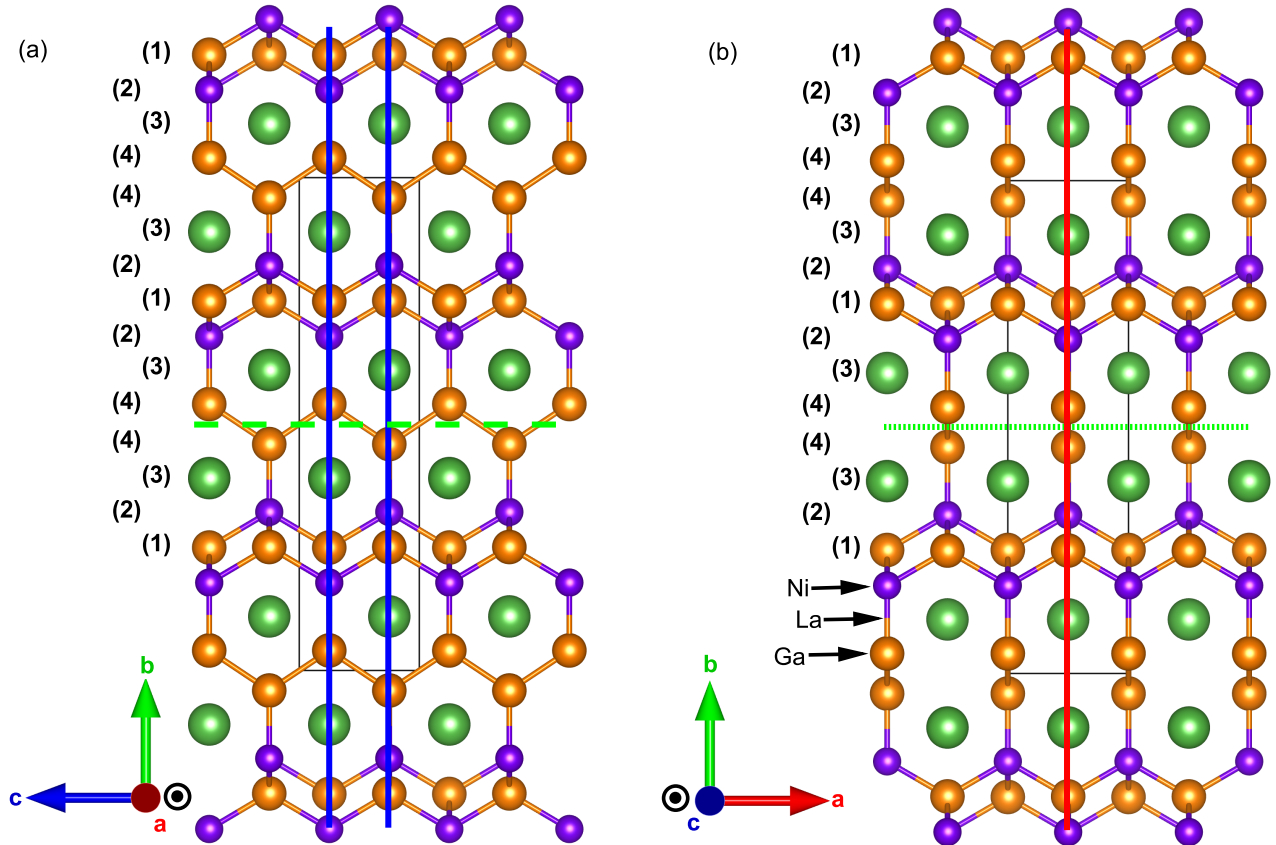 (a)
(1)
(2)
(3)
(4)
(4)
(3)
(2)
(1)
(2)
(3)
(4)
(4)
(3)
(2)
(1)
b
c
a
(b)
(1)
(2)
(3)
(4)
(4)
(3)
(2)
(1)
(2)
(3)
(4)
(4)
(3)
(2)
(1)
Ni
La
Ga
b
a
c